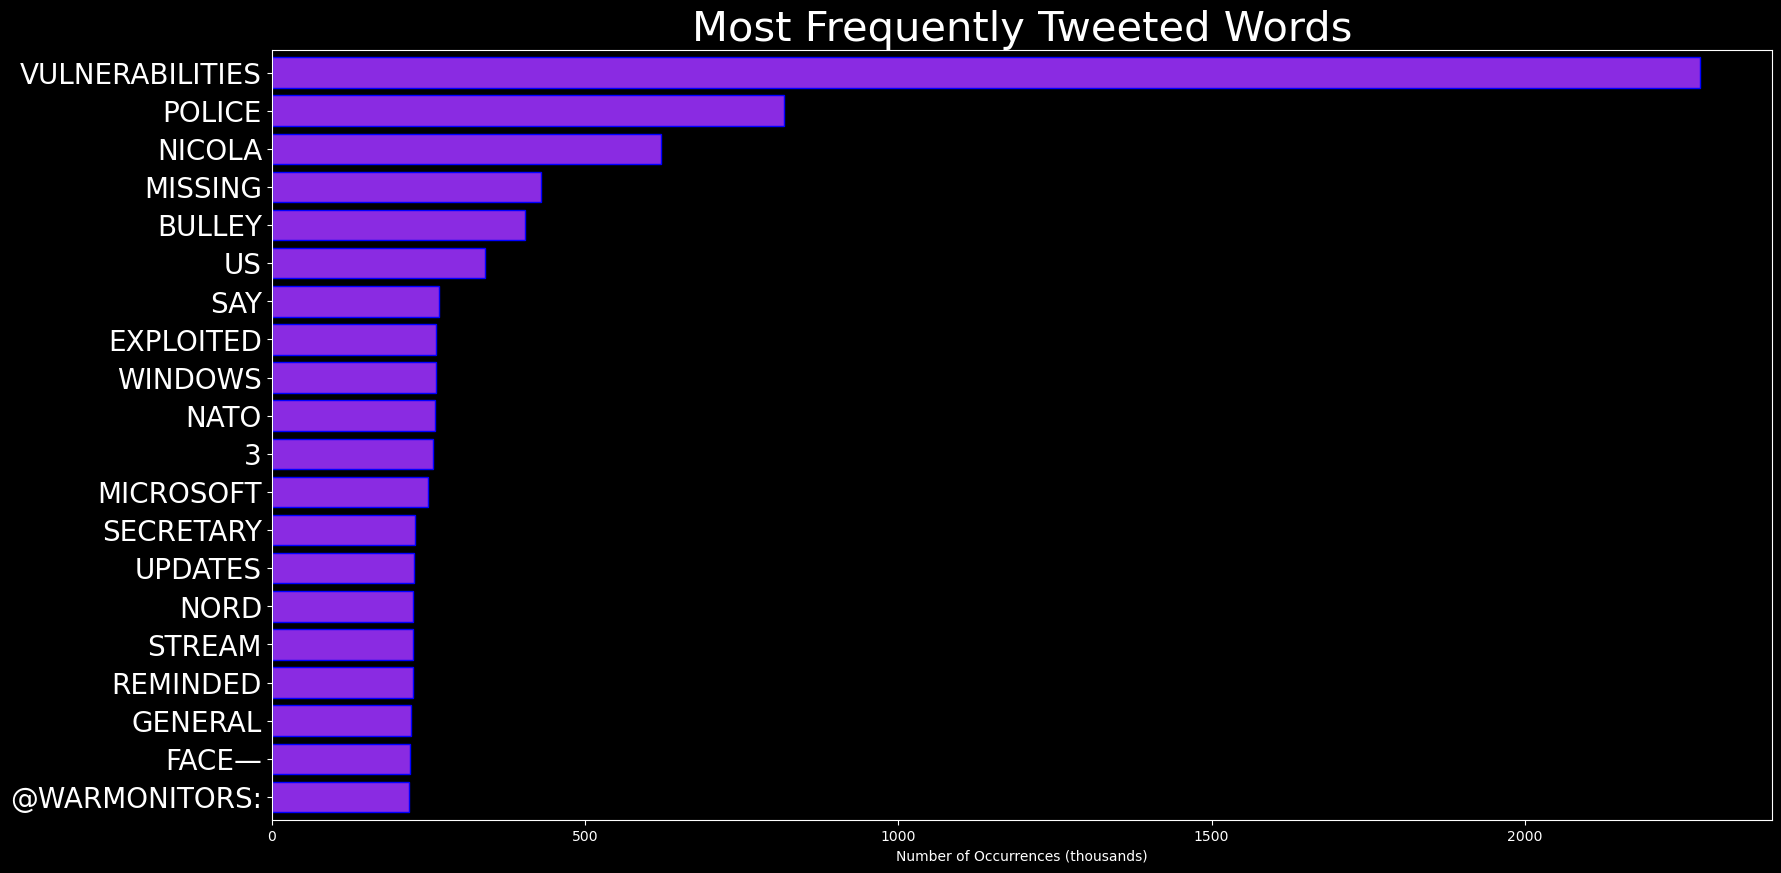 Most Frequently Tweeted Words
VULNERABILITIES
POLICE
NICOLA
MISSING
BULLEY
US
SAY
EXPLOITED
WINDOWS
NATO
3
MICROSOFT
SECRETARY
UPDATES
NORD
STREAM
REMINDED
GENERAL
FACE—
@WARMONITORS:
0 500 1000 1500 2000
Number of Occurrences (thousands)